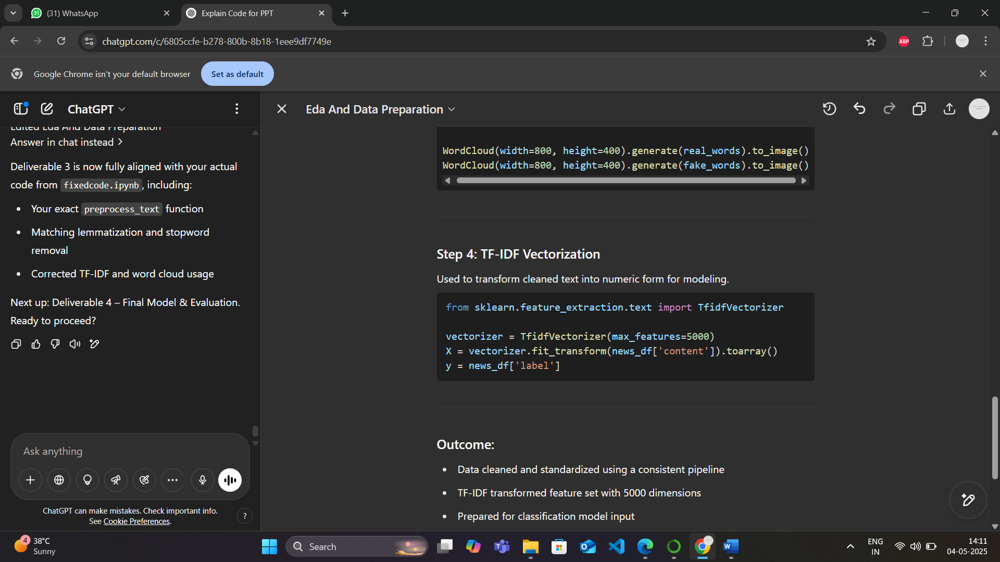 (31) WhatsApp
Explain Code for PPT
chatgpt.com/c/6805ccfe-b278-800b-8b18-1eee9df7749e
ABP
Google Chrome isn't your default browser
Set as default
ChatGPT
Edited Eda And Data Preparation
Answer in chat instead
Deliverable 3 is now fully aligned with your actual
code from fixedcode.ipynb, including:
• Your exact preprocess_text function
• Matching lemmatization and stopword
removal
• Corrected TF-IDF and word cloud usage
Next up: Deliverable 4 – Final Model & Evaluation.
Ready to proceed?
Ask anything
ChatGPT can make mistakes. Check important info.
See Cookie Preferences.
?
Eda And Data Preparation
WordCloud(width=800, height=400).generate(real_words).to_image()
WordCloud(width=800, height=400).generate(fake_words).to_image()
Step 4: TF-IDF Vectorization
Used to transform cleaned text into numeric form for modeling.
from sklearn.feature_extraction.text import TfidfVectorizer
vectorizer = TfidfVectorizer(max_features=5000)
X = vectorizer.fit_transform(news_df['content']).toarray()
y = news_df['label']
Outcome:
• Data cleaned and standardized using a consistent pipeline
• TF-IDF transformed feature set with 5000 dimensions
• Prepared for classification model input
4
38°C
Sunny
Search
ENG
IN
14:11
04-05-2025